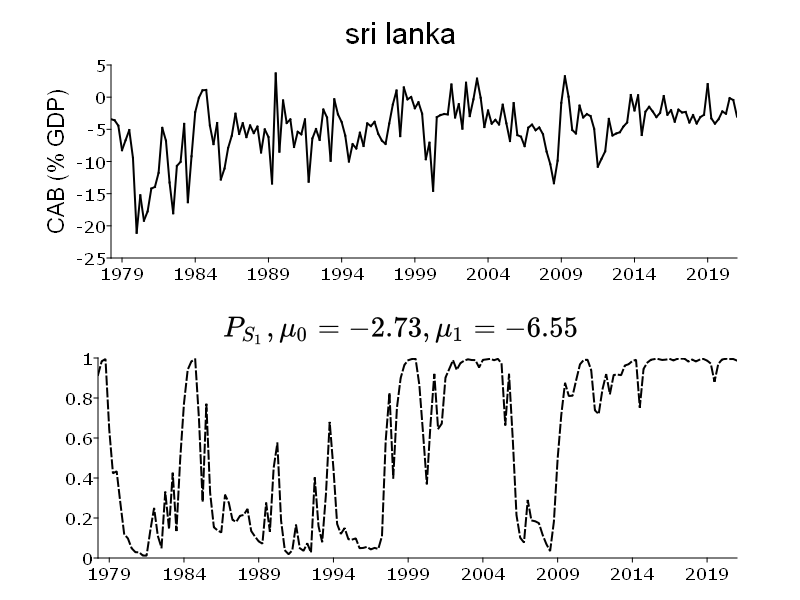 sri lanka
CAB (% GDP)
5
0
-5
-10
-15
-20
-25
1979 1984 1989 1994 1999 2004 2009 2014 2019
P_{S_1}, μ_0 = −2.73, μ_1 = −6.55
1
0.8
0.6
0.4
0.2
0
1979 1984 1989 1994 1999 2004 2009 2014 2019